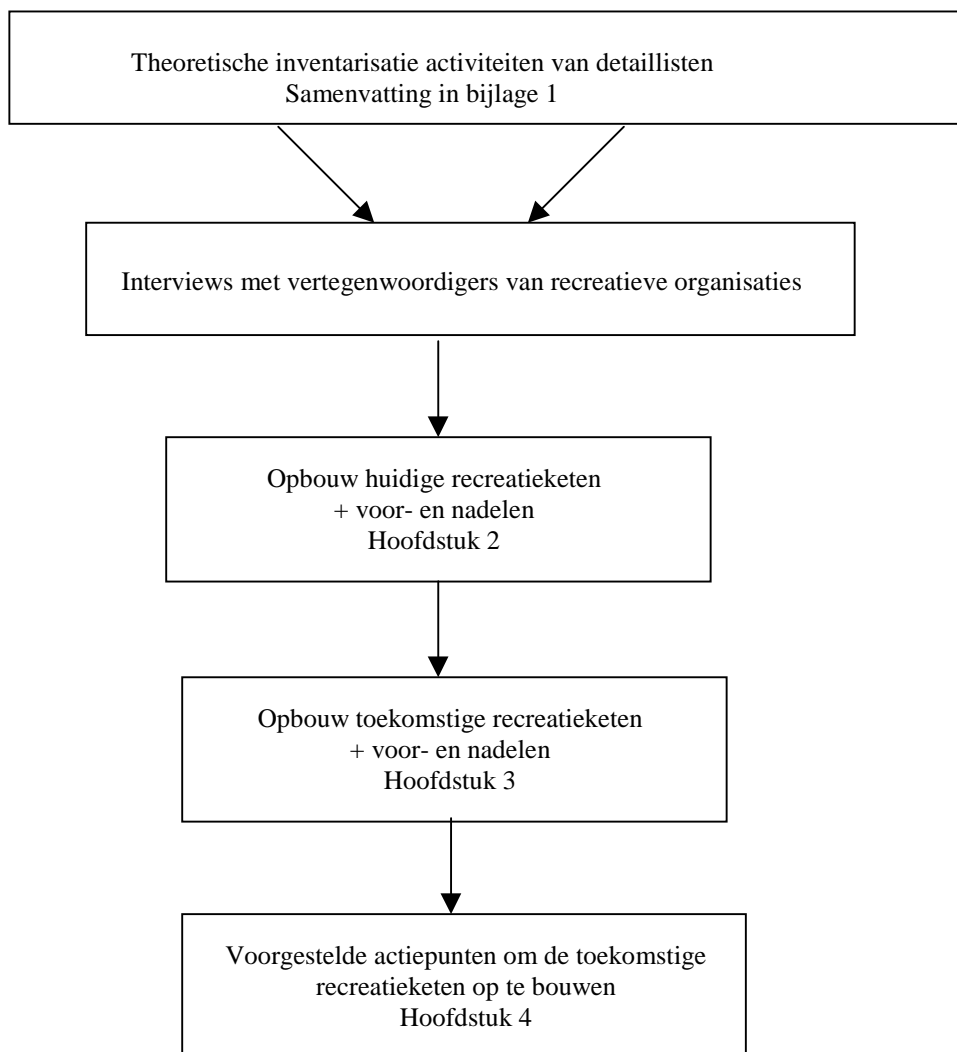 Theoretische inventarisatie activiteiten van detaillisten
Samenvatting in bijlage 1
Interviews met vertegenwoordigers van recreatieve organisaties
Opbouw huidige recreatieketen
+ voor- en nadelen
Hoofdstuk 2
Opbouw toekomstige recreatieketen
+ voor- en nadelen
Hoofdstuk 3
Voorgestelde actiepunten om de toekomstige
recreatieketen op te bouwen
Hoofdstuk 4